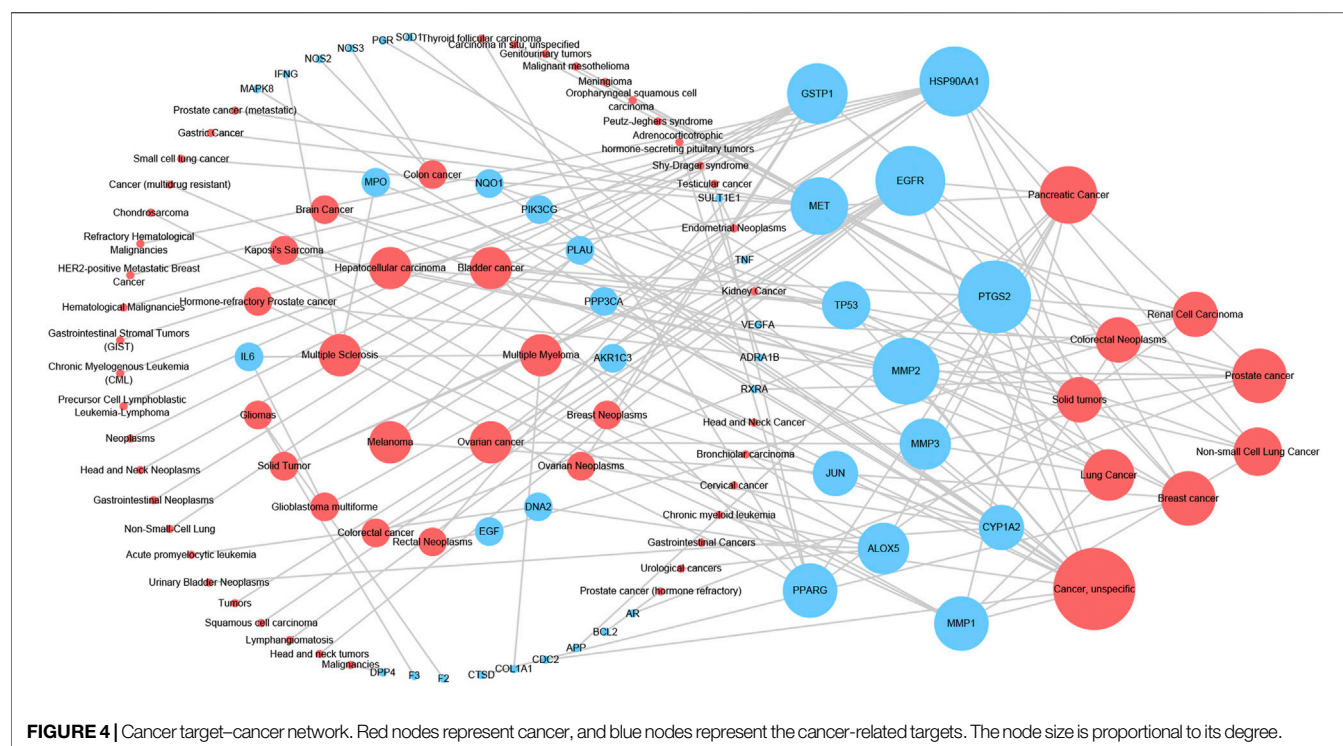 PGR
SOD1
Thyroid follicular carcinoma
Carcinoma in situ, unspecified
NOS3
Genitourinary tumors
NOS2
Malignant mesothelioma
IFNG
Meningioma
MAPK8
Oropharyngeal squamous cell
carcinoma
Prostate cancer (metastatic)
Peutz-Jeghers syndrome
Gastric Cancer
Adrenocorticotrophic
hormone-secreting pituitary tumors
Small cell lung cancer
Shy-Drager syndrome
Cancer (multidrug resistant)
Testicular cancer
SULT1E1
Chondrosarcoma
Endometrial Neoplasms
Refractory Hematological
Malignancies
TNF
HER2-positive Metastatic Breast
Cancer
Kidney Cancer
Hematological Malignancies
VEGFA
Gastrointestinal Stromal Tumors
(GIST)
ADRA1B
Chronic Myelogenous Leukemia
(CML)
RXRA
Precursor Cell Lymphoblastic
Leukemia-Lymphoma
Head and Neck Cancer
Neoplasms
Bronchiolar carcinoma
Head and Neck Neoplasms
Cervical cancer
Gastrointestinal Neoplasms
Chronic myeloid leukemia
Non-Small-Cell Lung
Gastrointestinal Cancers
Acute promyelocytic leukemia
Urological cancers
Urinary Bladder Neoplasms
Prostate cancer (hormone refractory)
Tumors
AR
Squamous cell carcinoma
BCL2
Lymphangiomatosis
APP
Head and neck tumors
CDC2
Malignancies
COL1A1
DPP4
F3
F2
CTSD
MPO
Colon cancer
NQO1
Brain Cancer
PIK3CG
Kaposi's Sarcoma
PLAU
Hepatocellular carcinoma
Bladder cancer
Hormone-refractory Prostate cancer
PPP3CA
IL6
Multiple Sclerosis
Multiple Myeloma
AKR1C3
Gliomas
Breast Neoplasms
Melanoma
Ovarian cancer
Solid Tumor
Ovarian Neoplasms
Glioblastoma multiforme
DNA2
Colorectal cancer
Rectal Neoplasms
EGF
GSTP1
HSP90AA1
EGFR
MET
Pancreatic Cancer
TP53
PTGS2
Renal Cell Carcinoma
Colorectal Neoplasms
MMP2
Prostate cancer
Solid tumors
MMP3
Non-small Cell Lung Cancer
JUN
Lung Cancer
Breast cancer
CYP1A2
ALOX5
PPARG
Cancer, unspecific
MMP1
FIGURE 4 | Cancer target–cancer network. Red nodes represent cancer, and blue nodes represent the cancer-related targets. The node size is proportional to its degree.